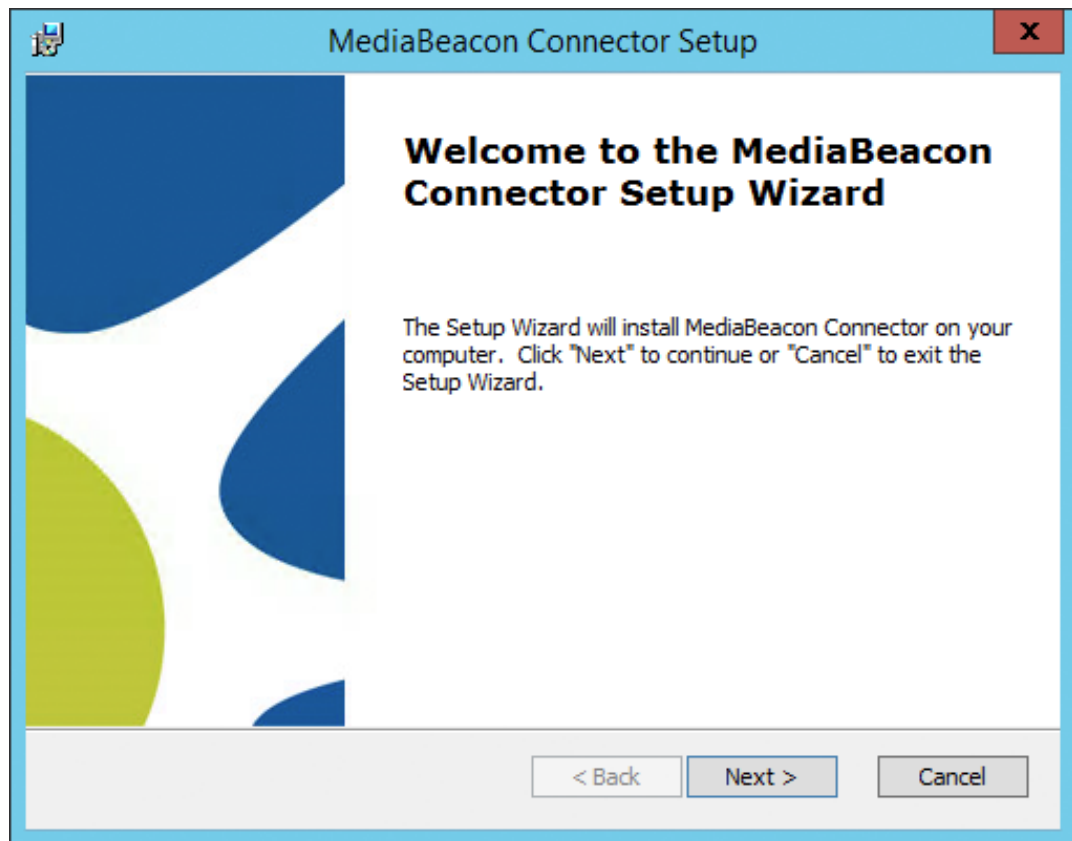 MediaBeacon Connector Setup
x
Welcome to the MediaBeacon
Connector Setup Wizard
The Setup Wizard will install MediaBeacon Connector on your
computer. Click "Next" to continue or "Cancel" to exit the
Setup Wizard.
< Back Next > Cancel